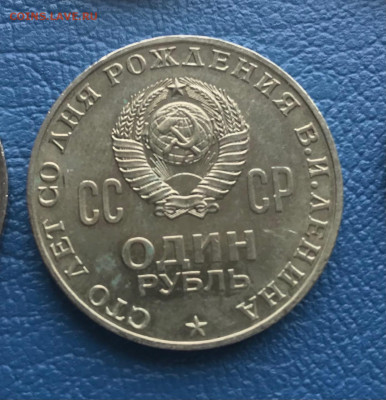 СТО ЛЕТ СО ДНЯ РОЖДЕНИЯ В.И.ЛЕНИНА
СС СР
ОДИН
РУБЛЬ